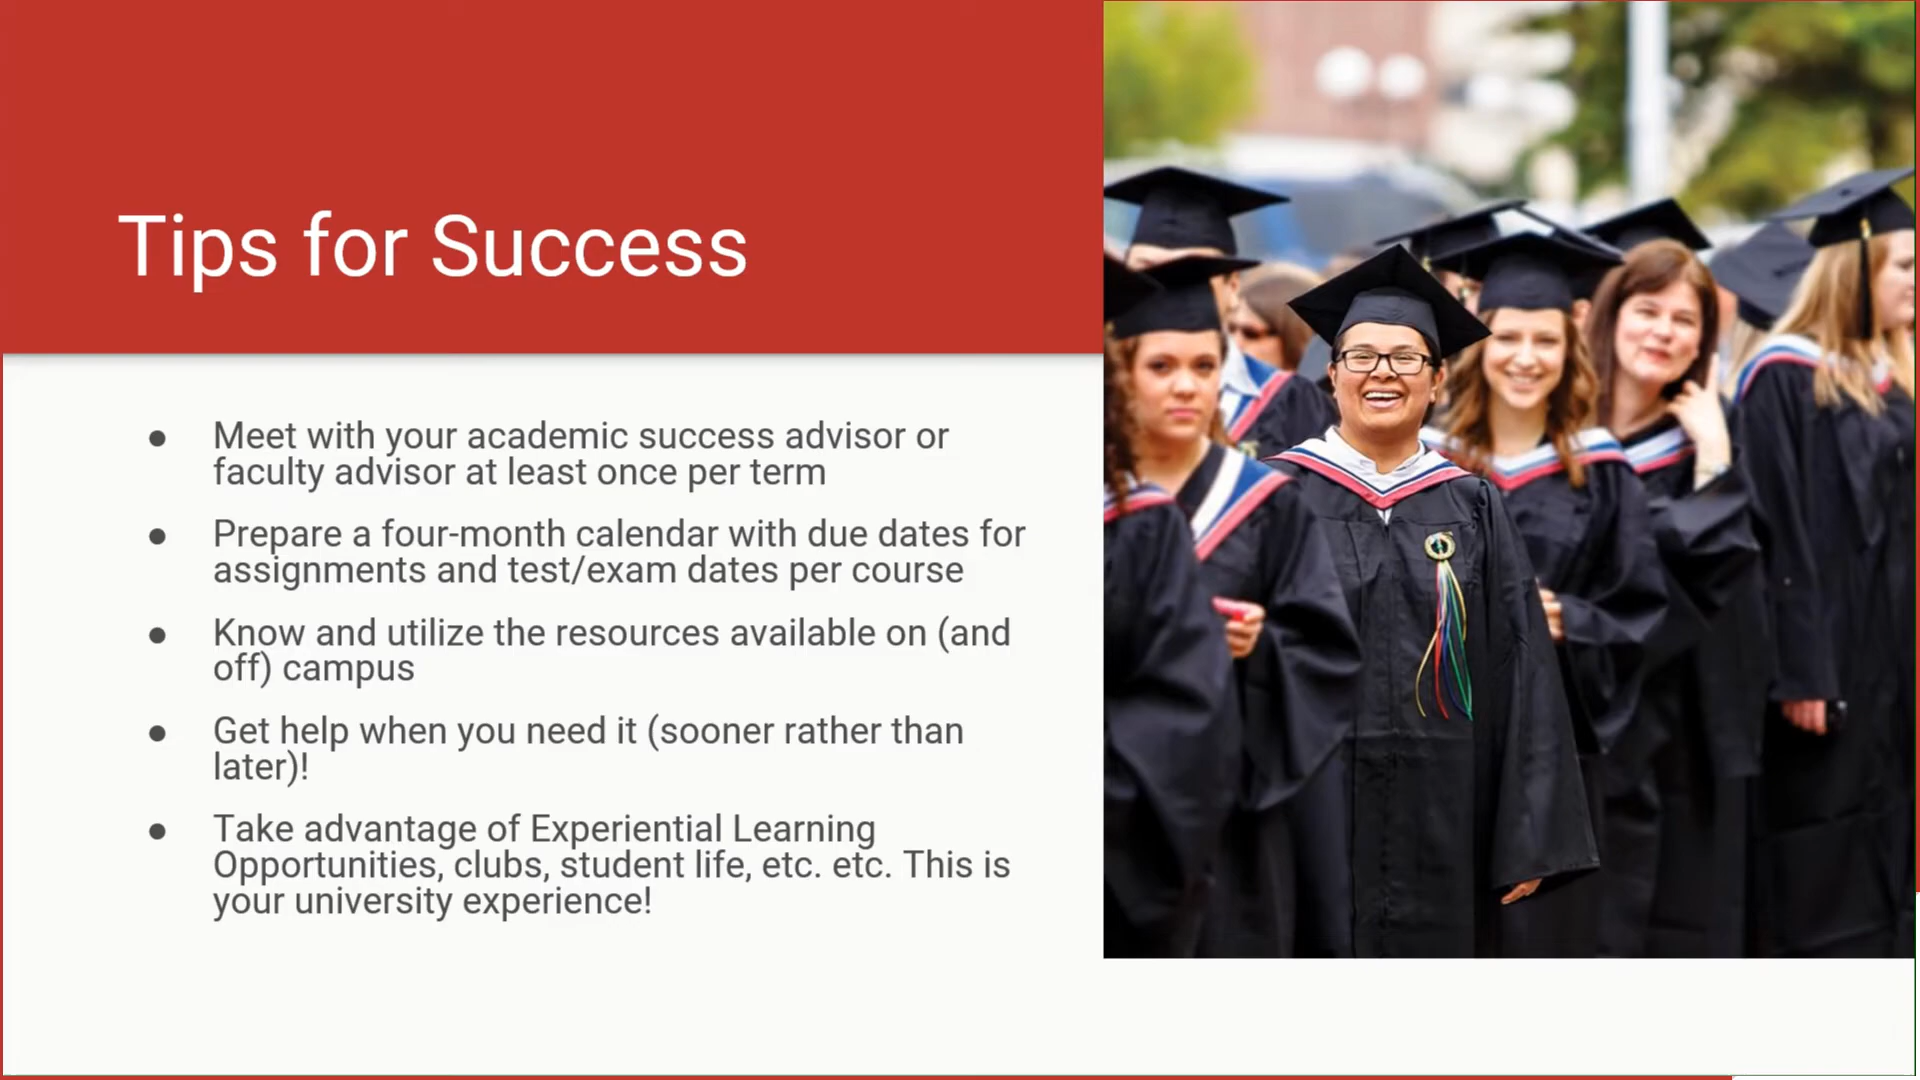 Tips for Success
● Meet with your academic success advisor or
faculty advisor at least once per term
● Prepare a four-month calendar with due dates for
assignments and test/exam dates per course
● Know and utilize the resources available on (and
off) campus
● Get help when you need it (sooner rather than
later)!
● Take advantage of Experiential Learning
Opportunities, clubs, student life, etc. etc. This is
your university experience!